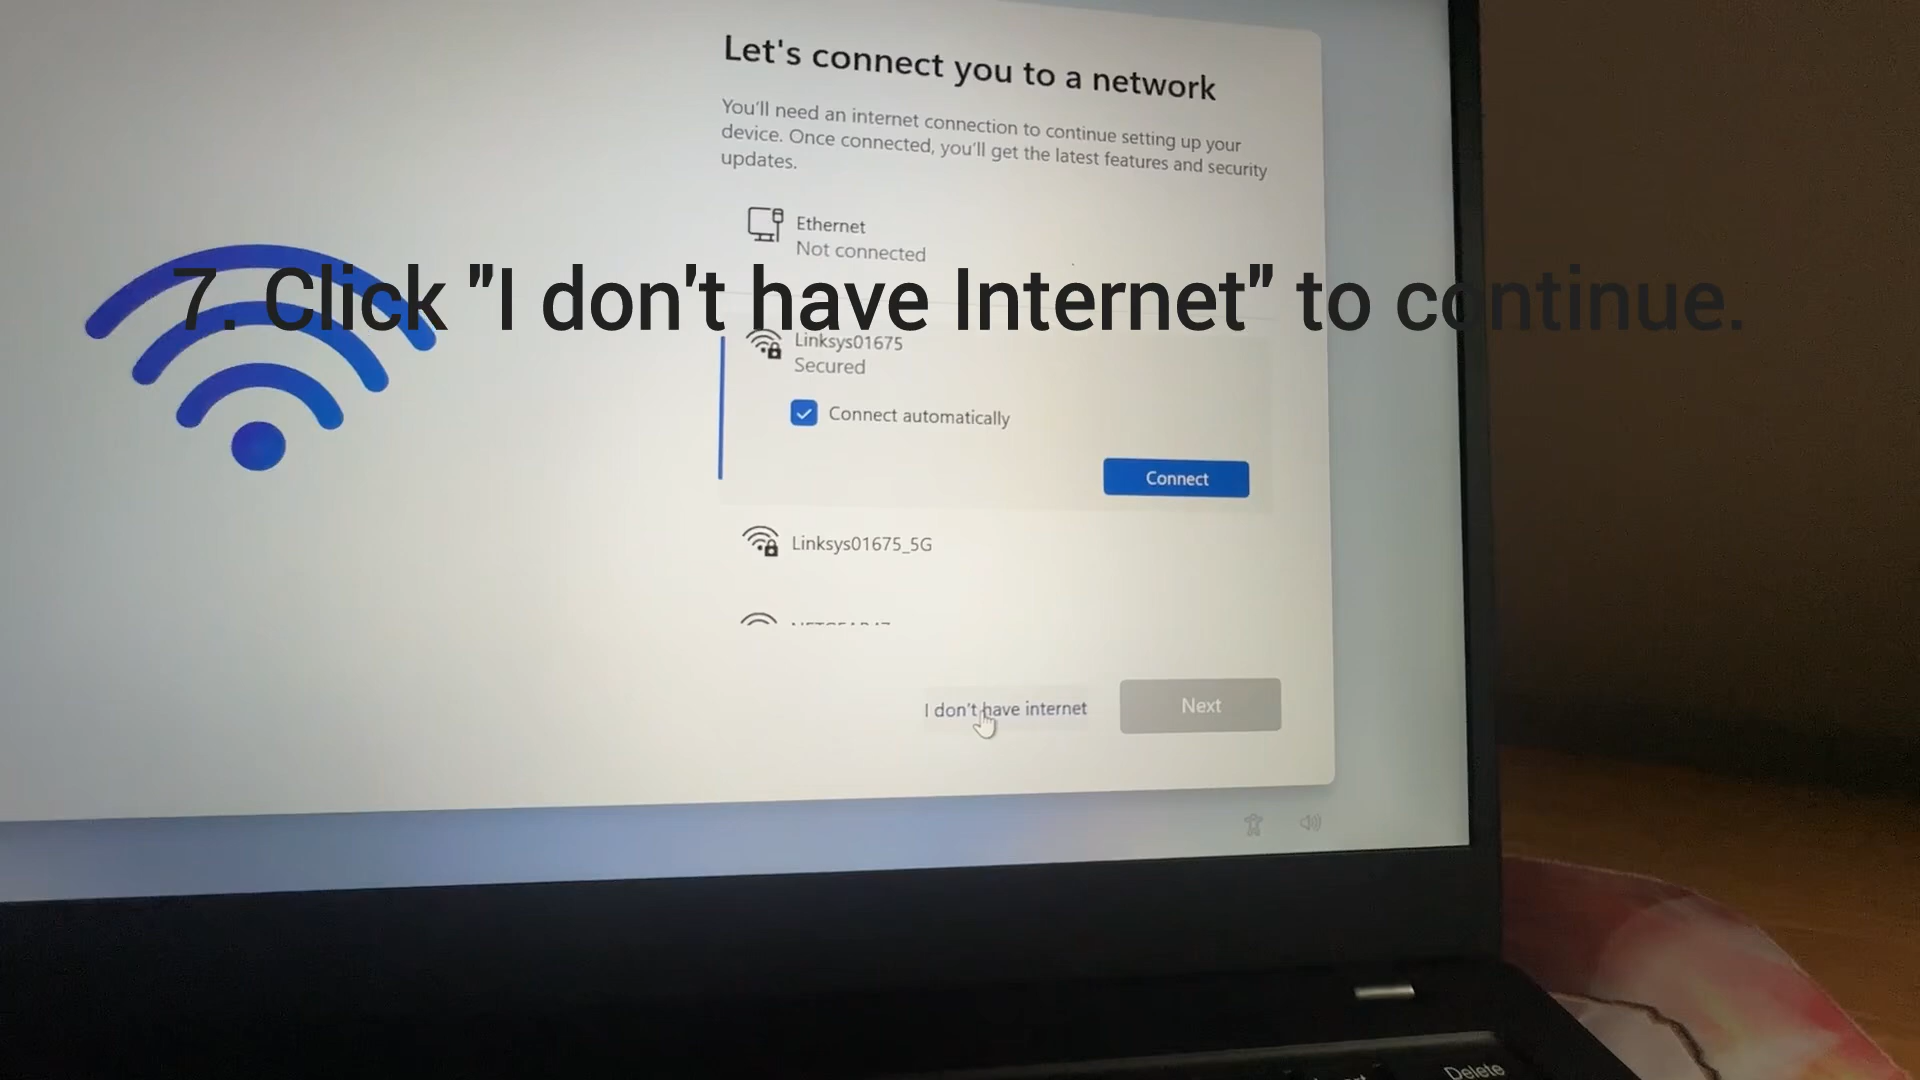 Let's connect you to a network
You'll need an internet connection to continue setting up your
device. Once connected, you'll get the latest features and security
updates.
Ethernet
Not connected
7. Click "I don't have Internet" to continue.
Linksys01675
Secured
Connect automatically
Connect
Linksys01675_5G
I don't have internet
Next
Delete